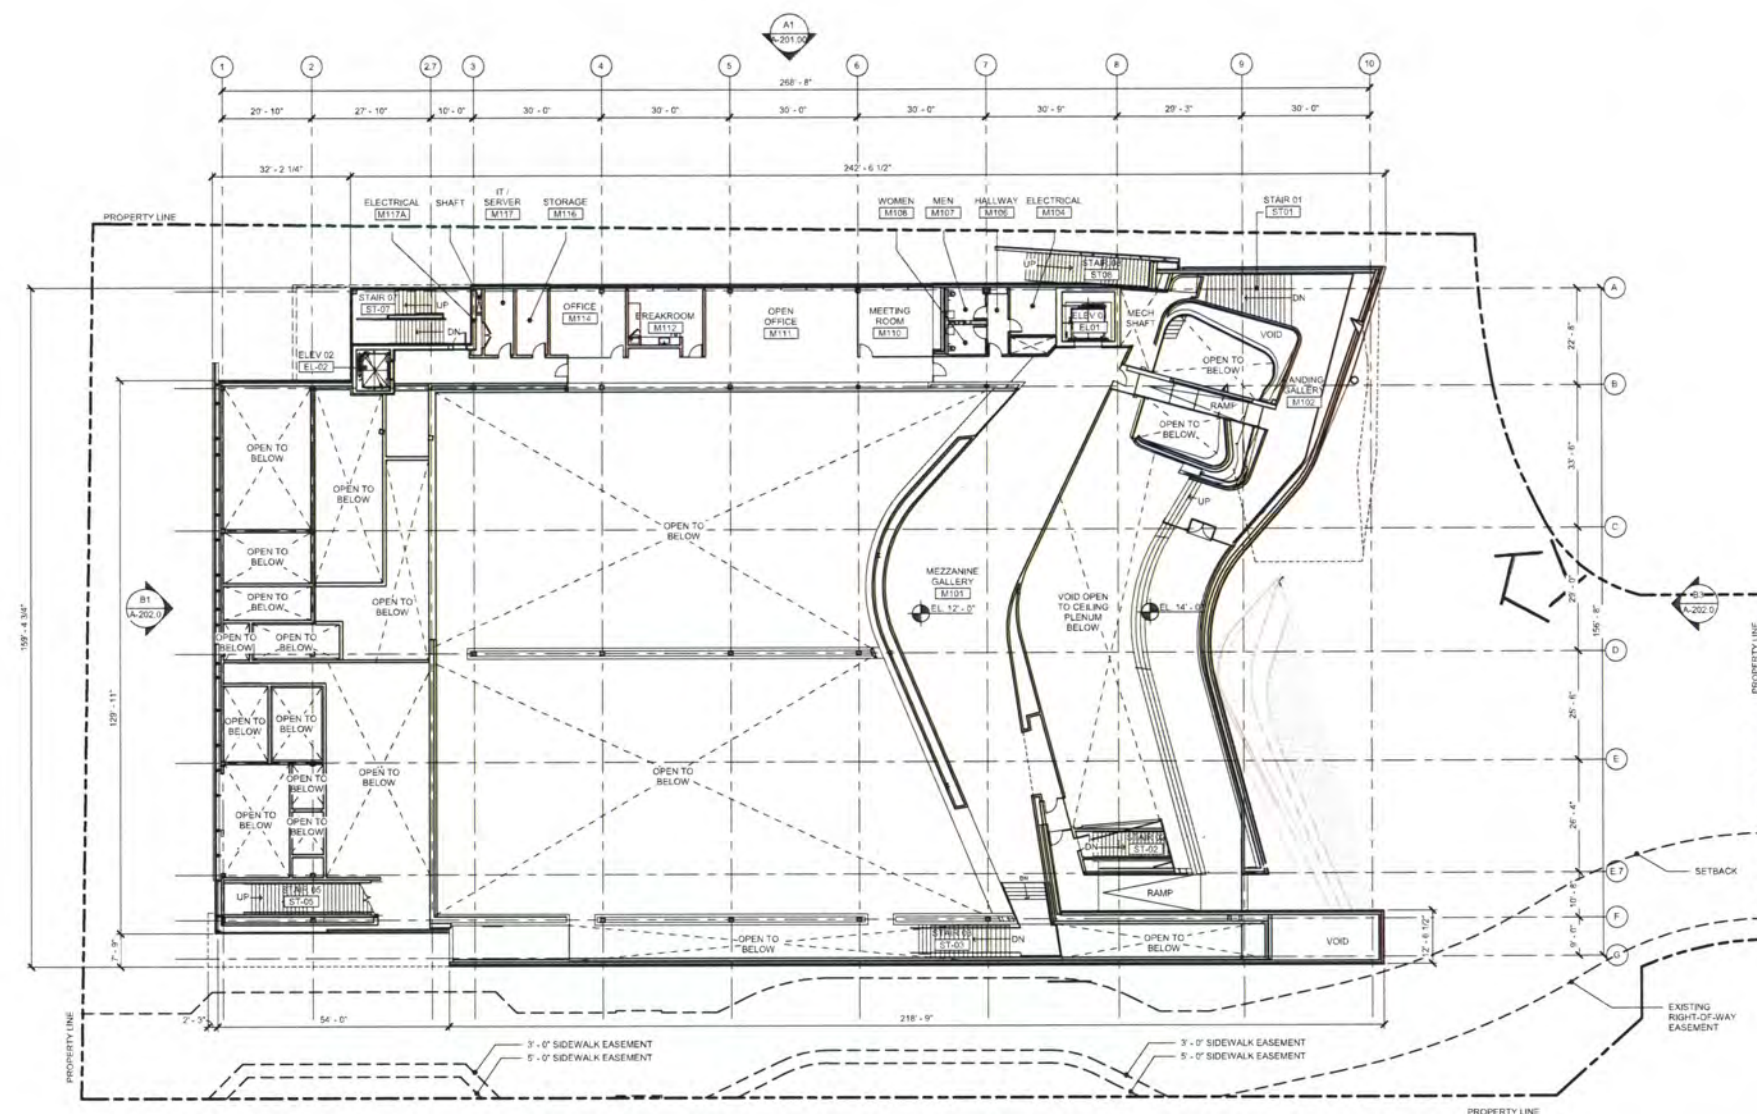 A1
A-201.00
1
2
2.7
3
4
5
6
7
8
9
10
268' - 8"
20' - 10"
27' - 10"
10' - 0"
30' - 0"
30' - 0"
30' - 0"
30' - 0"
30' - 9"
29' - 3"
30' - 0"
32' - 2 1/4"
242' - 6 1/2"
PROPERTY LINE
ELECTRICAL
M117A
SHAFT
IT /
SERVER
M117
STORAGE
M116
WOMEN
M108
MEN
M107
HALLWAY
M106
ELECTRICAL
M104
STAIR 01
ST01
UP
ST06
STAIR 07
ST-07
UP
DN
OFFICE
M114
BREAKROOM
M112
OPEN
OFFICE
M111
MEETING
ROOM
M110
EL01
MECH
SHAFT
DN
VOID
A
22' - 8"
ELEV 02
EL-02
OPEN TO
BELOW
GALLERY
M102
RAMP
OPEN TO
BELOW
B
33' - 6"
OPEN TO
BELOW
OPEN TO
BELOW
OPEN TO
BELOW
UP
C
OPEN TO
BELOW
OPEN TO
BELOW
OPEN TO
BELOW
OPEN TO
BELOW
OPEN TO
BELOW
MEZZANINE
GALLERY
M101
EL. 12' - 0"
VOID OPEN
TO CEILING
PLENUM
BELOW
EL. 14' - 0"
29' - 0"
156' - 8"
B1
A-202.0
B3
A-202.0
159' - 4 3/4"
129' - 11"
D
25' - 6"
PROPERTY LINE
OPEN TO
BELOW
OPEN TO
BELOW
OPEN TO
BELOW
OPEN TO
BELOW
OPEN TO
BELOW
OPEN TO
BELOW
OPEN TO
BELOW
E
26' - 4"
DN
ST-02
E.7
SETBACK
UP
STAIR 05
ST-05
RAMP
10' - 8"
F
OPEN TO
BELOW
STAIR 03
ST-03
DN
OPEN TO
BELOW
VOID
12' - 6 1/2"
9' - 0"
G
7' - 9"
2' - 3"
54' - 0"
218' - 9"
EXISTING
RIGHT-OF-WAY
EASEMENT
PROPERTY LINE
3' - 0" SIDEWALK EASEMENT
5' - 0" SIDEWALK EASEMENT
3' - 0" SIDEWALK EASEMENT
5' - 0" SIDEWALK EASEMENT
PROPERTY LINE